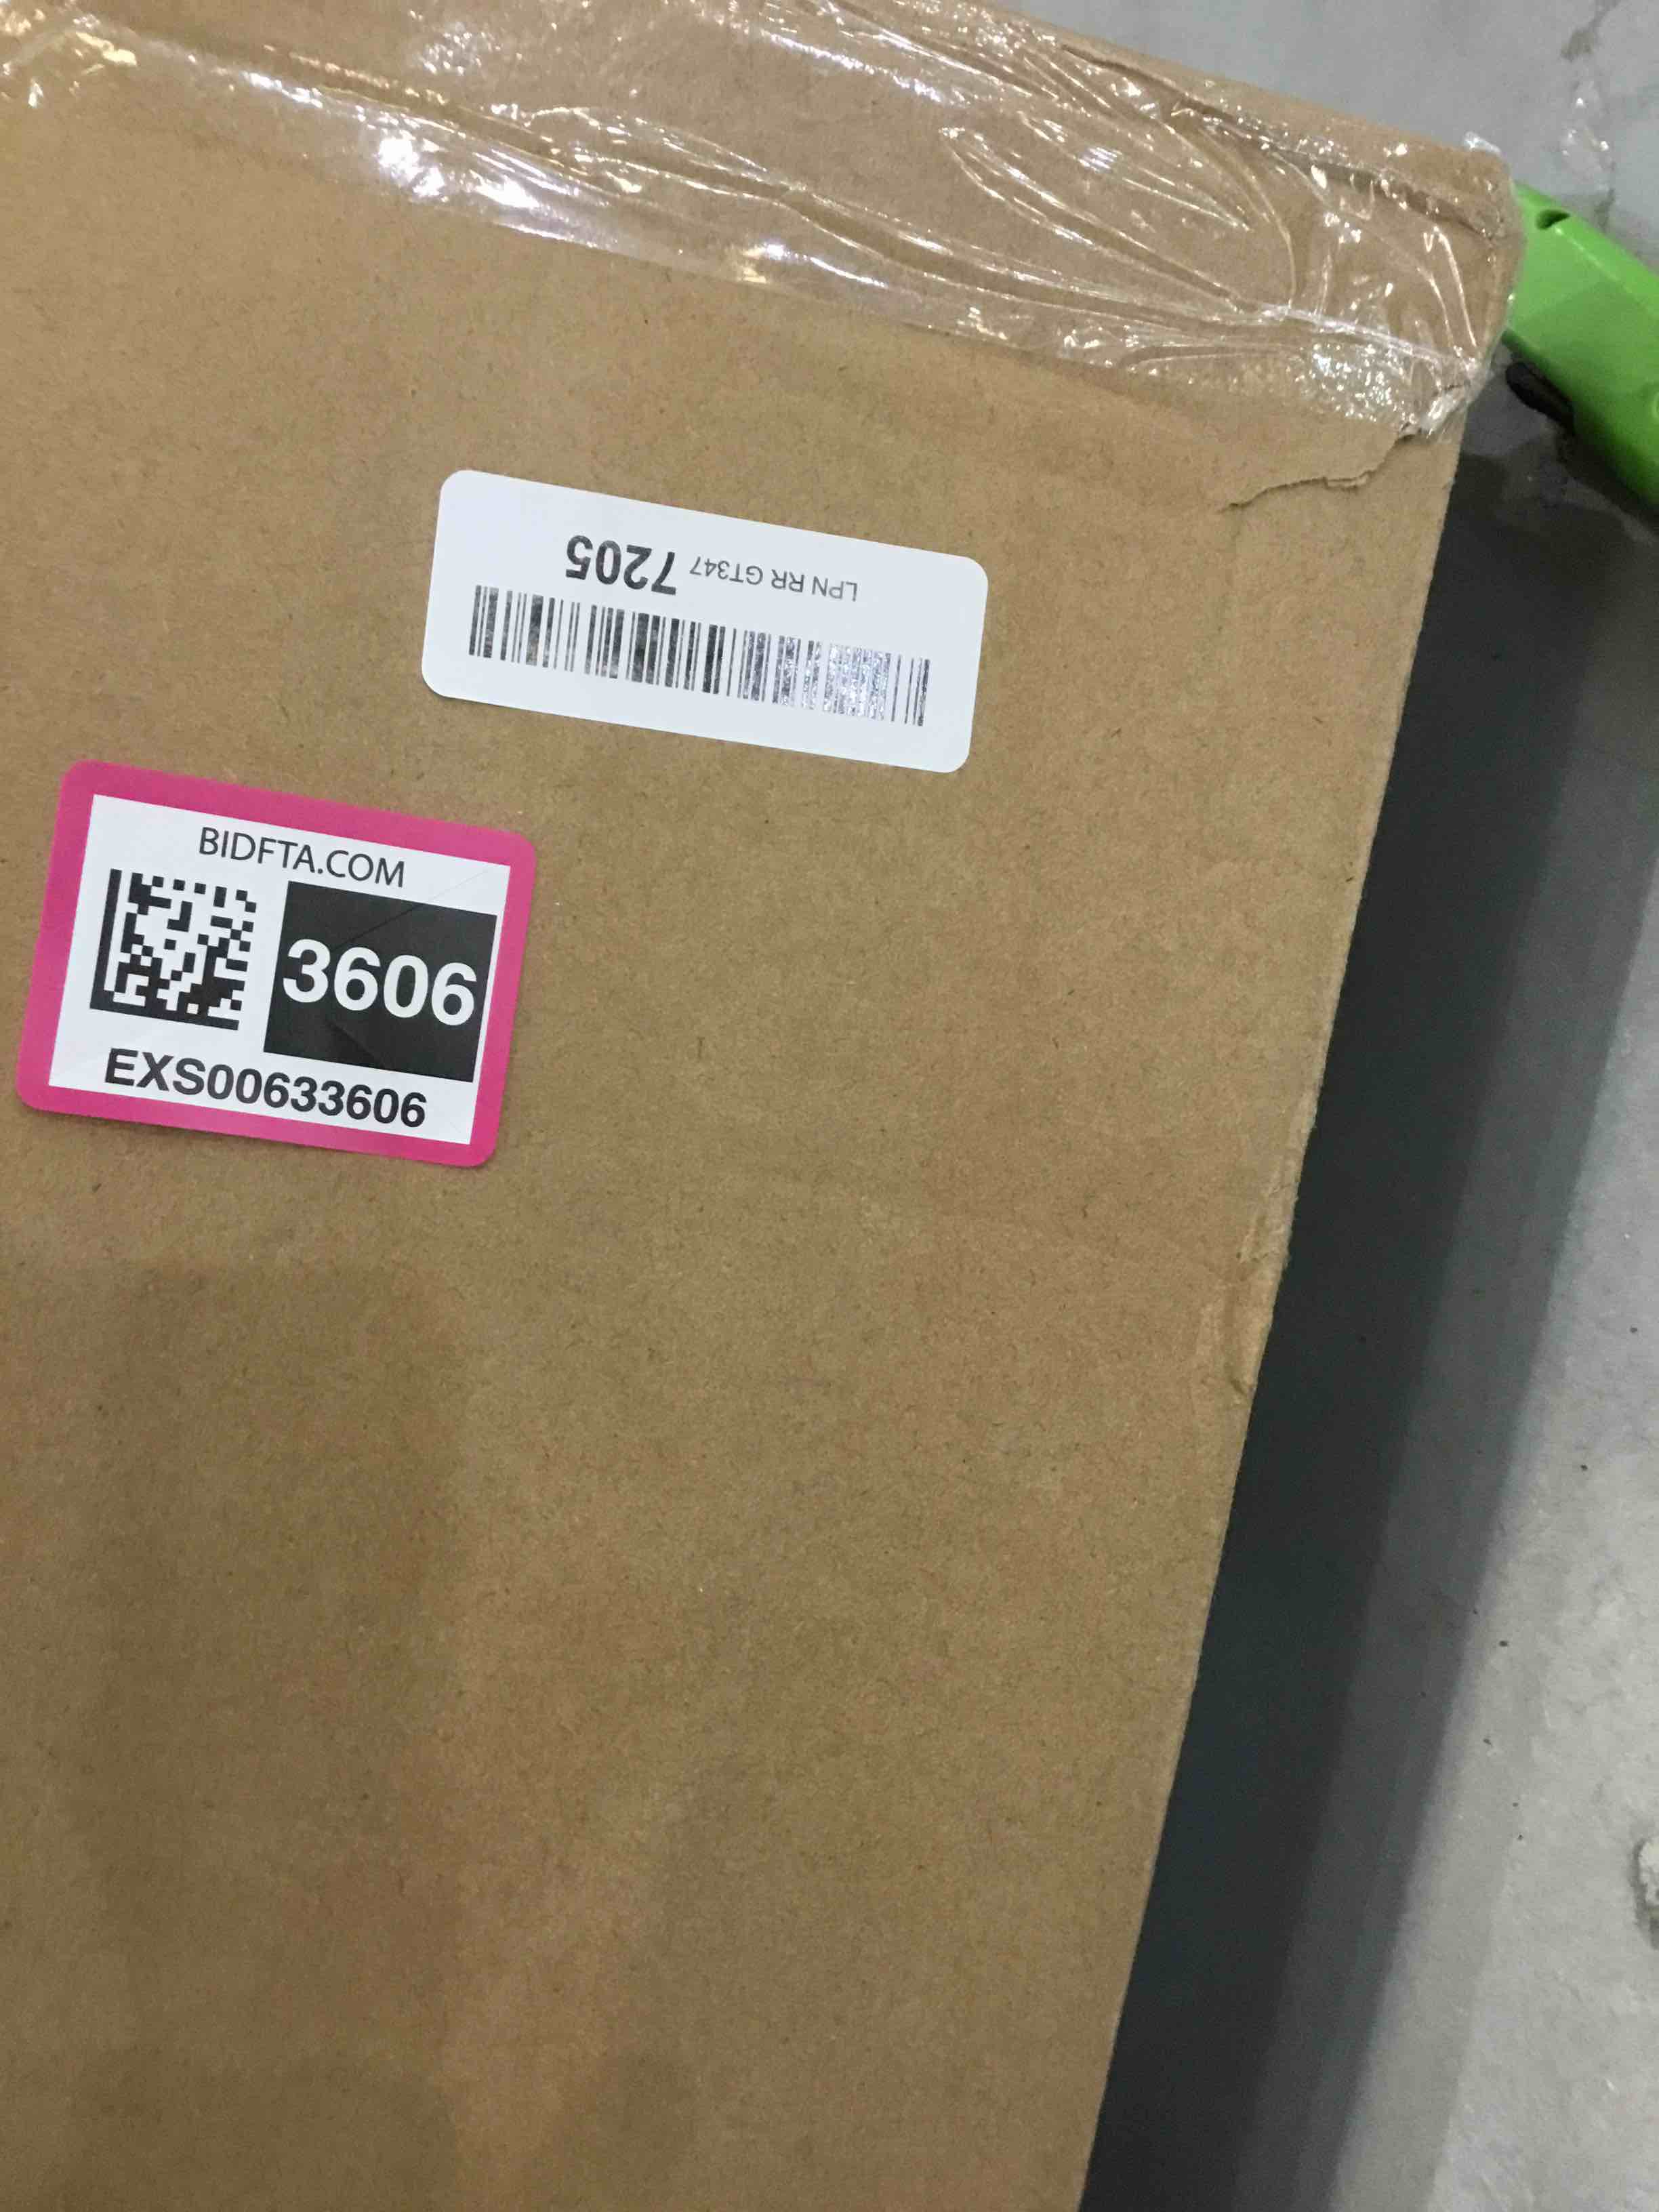 LPN RR GT347 7205
BIDFTA.COM
3606
EXS00633606